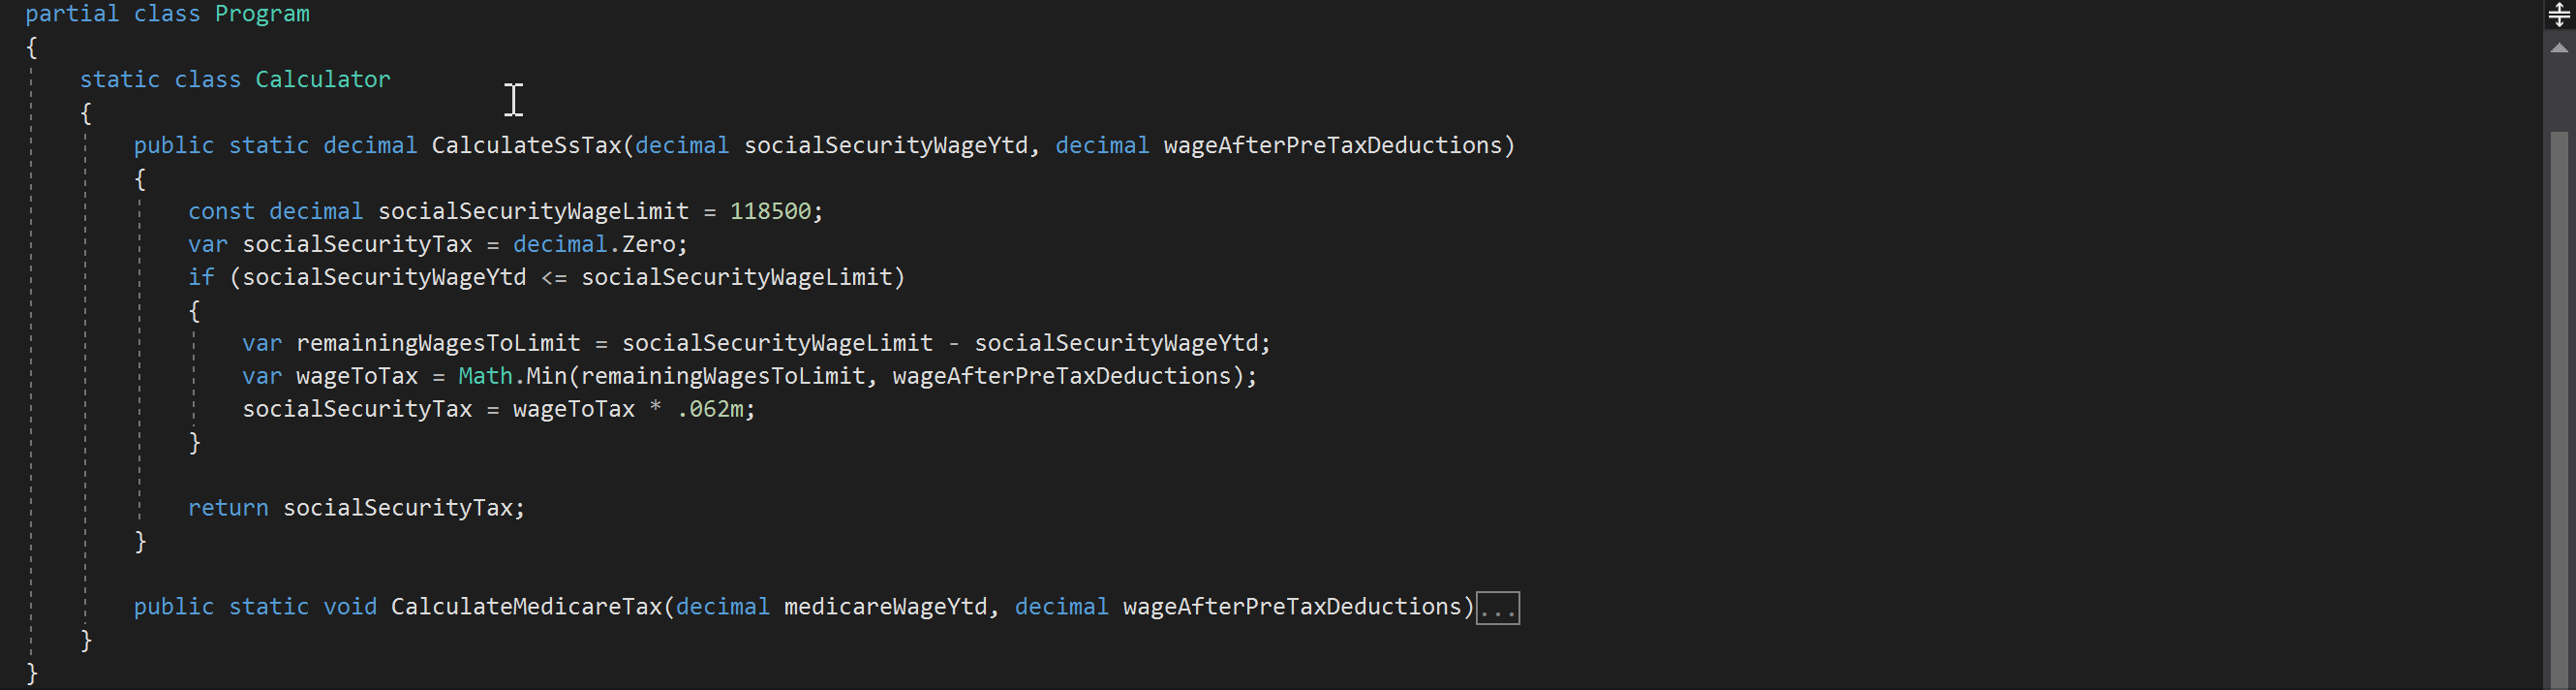 partial class Program
{
    static class Calculator
    {
        public static decimal CalculateSsTax(decimal socialSecurityWageYtd, decimal wageAfterPreTaxDeductions)
        {
            const decimal socialSecurityWageLimit = 118500;
            var socialSecurityTax = decimal.Zero;
            if (socialSecurityWageYtd <= socialSecurityWageLimit)
            {
                var remainingWagesToLimit = socialSecurityWageLimit - socialSecurityWageYtd;
                var wageToTax = Math.Min(remainingWagesToLimit, wageAfterPreTaxDeductions);
                socialSecurityTax = wageToTax * .062m;
            }

            return socialSecurityTax;
        }

        public static void CalculateMedicareTax(decimal medicareWageYtd, decimal wageAfterPreTaxDeductions)...
    }
}